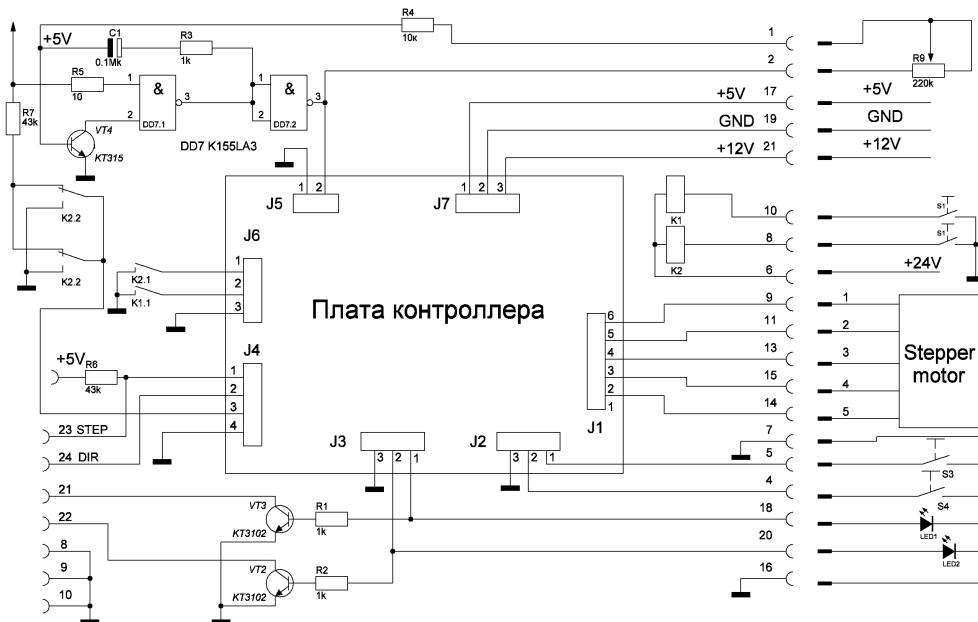 +5V
C1
0.1Mk
R3
1k
R4
10к
1
R5
10
1
2
&
3
DD7.1
1
2
&
3
DD7.2
2
R9
220k
R7
43k
VT4
KT315
DD7 K155LA3
+5V 17 +5V
GND 19 GND
+12V 21 +12V
1 2
J5
1 2 3
J7
K2.2
K2.2
K1
10
S1
K2
8
S1
6
+24V
J6
1
2
3
K2.1
K1.1
Плата контроллера
9
11
13
15
14
6
5
4
3
2
1
J1
1
2
3
4
5
Stepper
motor
+5V
R6
43k
J4
1
2
3
4
23 STEP
24 DIR
J3
3 2 1
J2
3 2 1
7
5
S3
4
S4
21
VT3
KT3102
R1
1k
18
LED1
22
VT2
KT3102
R2
1k
20
LED2
8
9
10
16